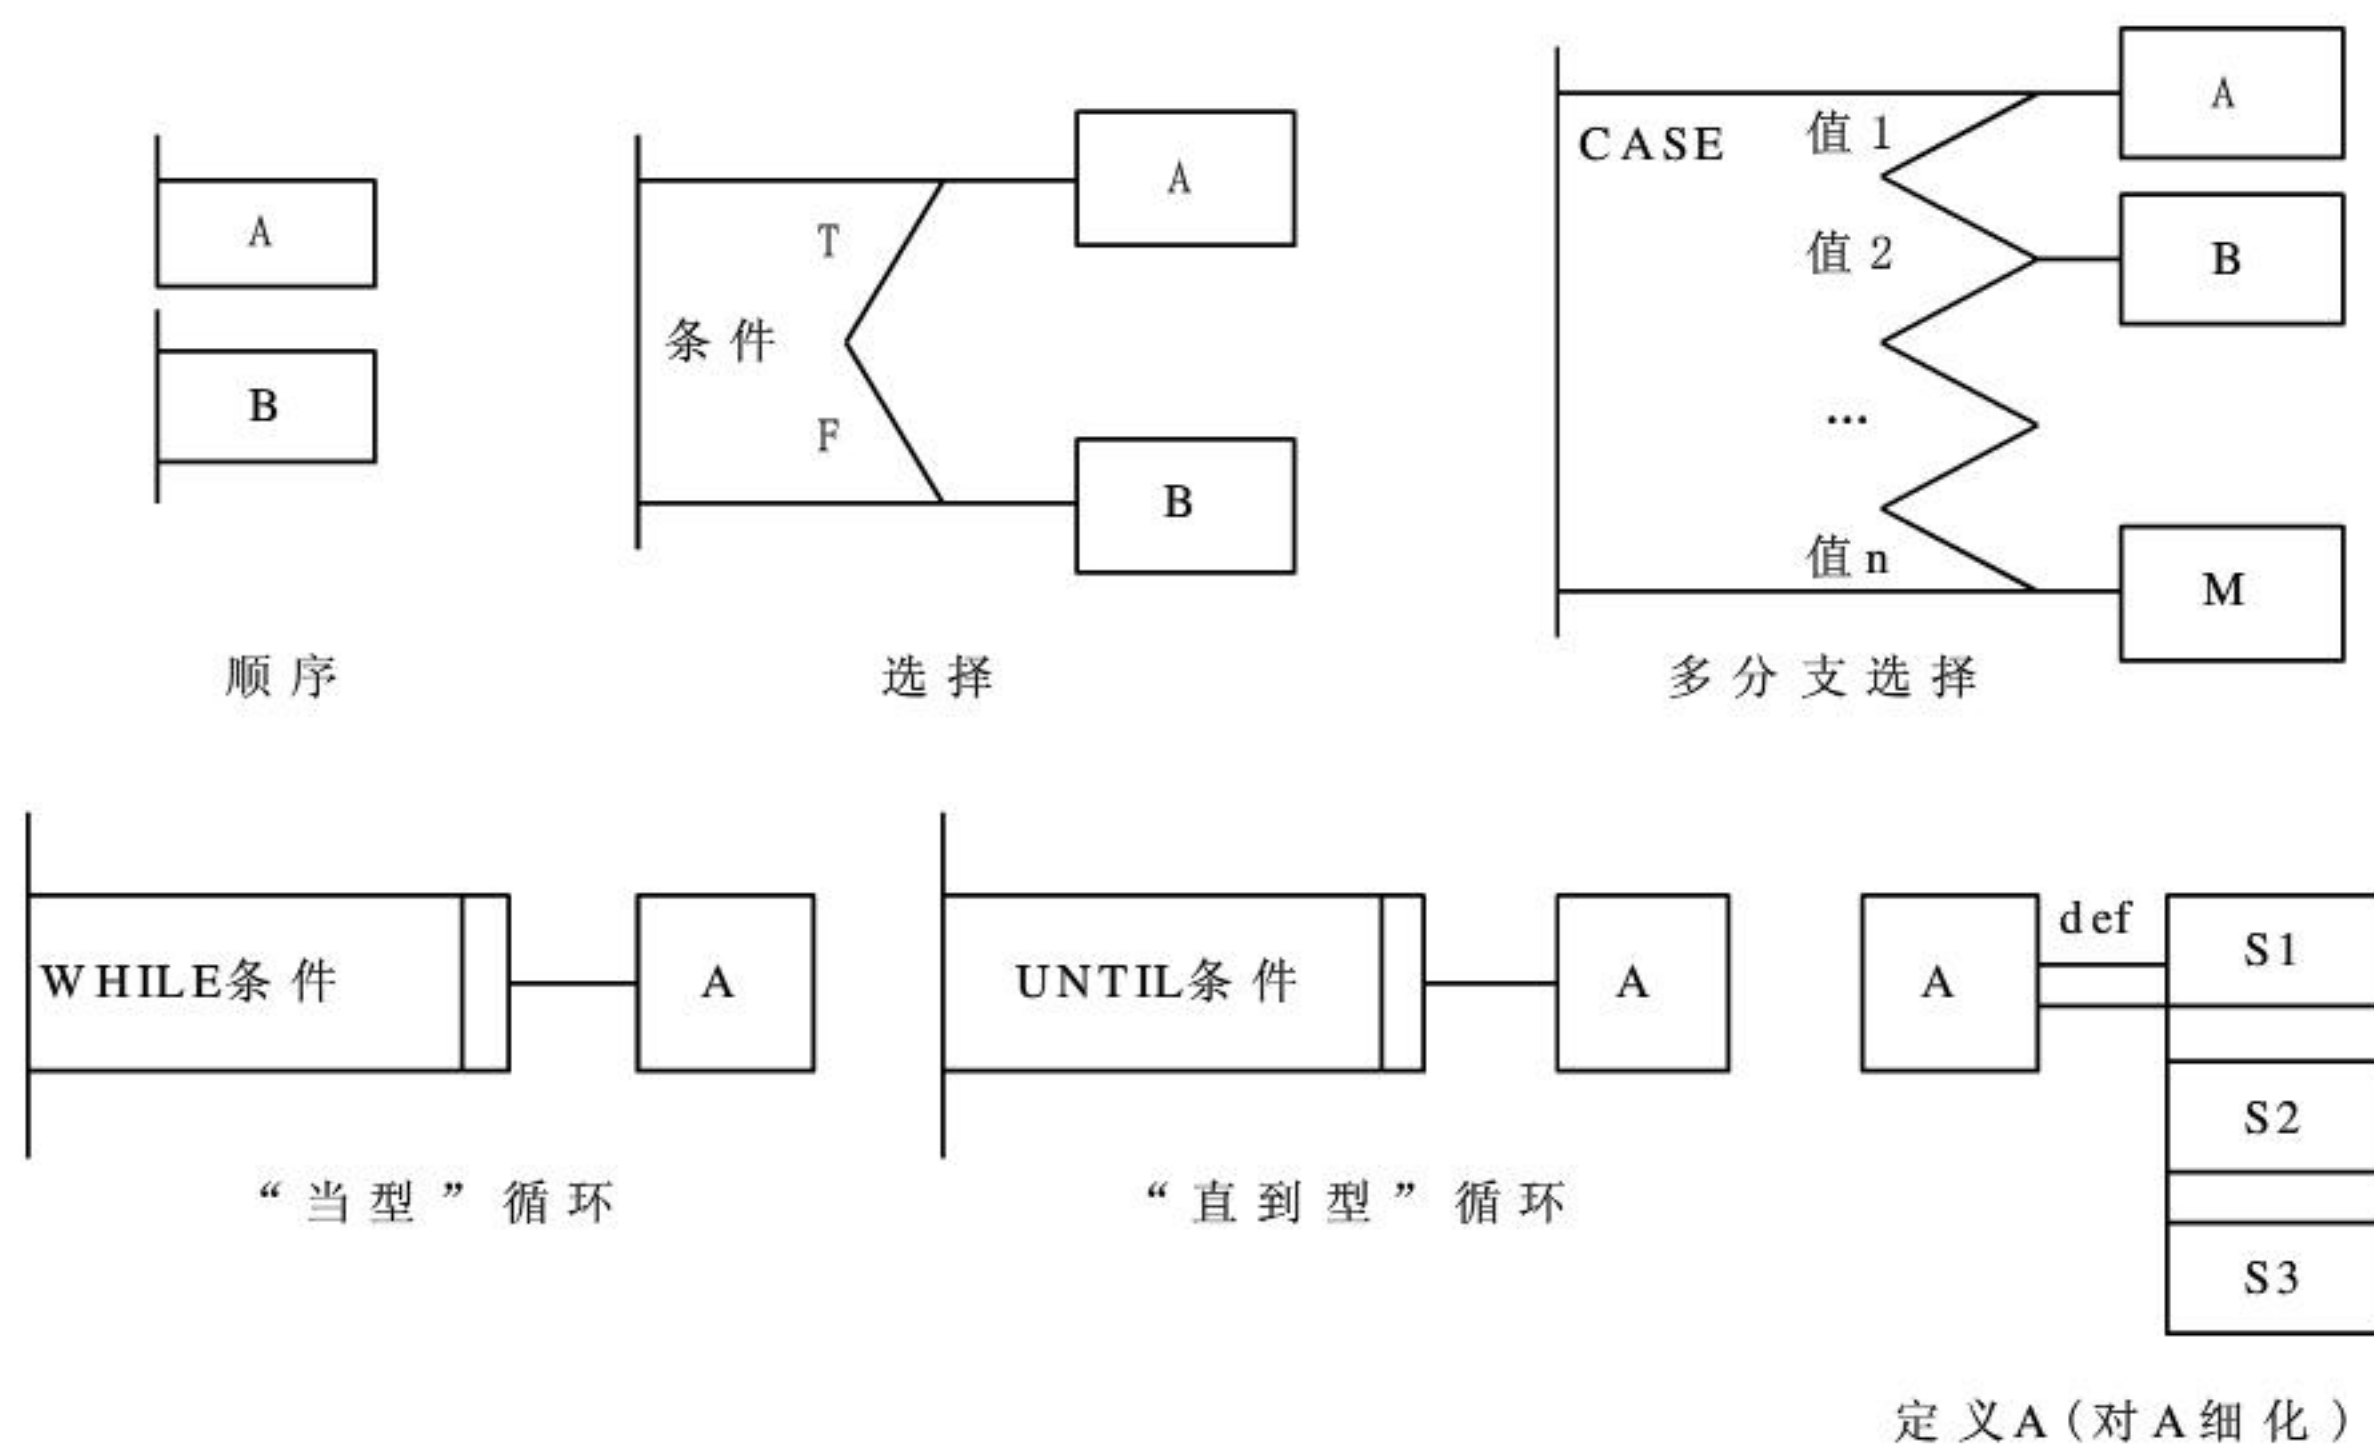 A
B
顺序
A
T
条件
F
B
选择
CASE
值1
A
值2
B
...
值n
M
多分支选择
WHILE条件
A
“当型”循环
UNTIL条件
A
“直到型”循环
A
def
S1
S2
S3
定义A(对A细化)